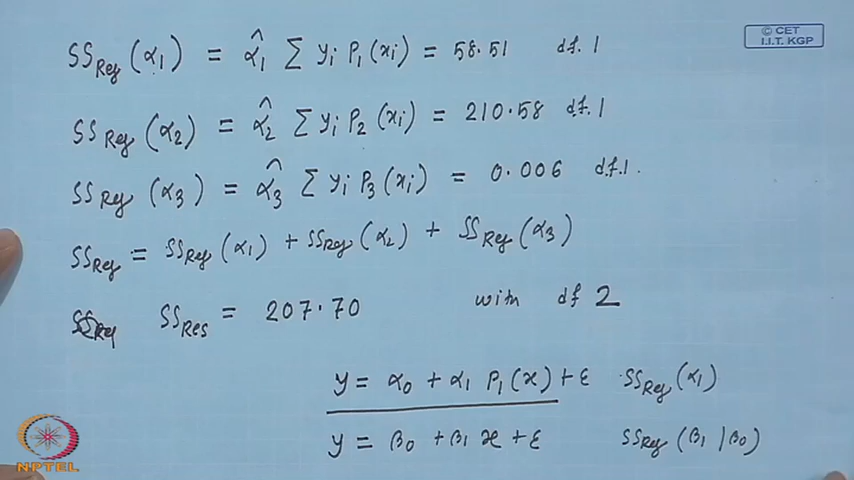 © CET
I.I.T. KGP
SS_Reg (α1) = α̂1 Σ yi P1(xi) = 58.51 df. 1
SS_Reg (α2) = α̂2 Σ yi P2(xi) = 210.58 df. 1
SS_Reg (α3) = α̂3 Σ yi P3(xi) = 0.006 d.f.1.
SS_Reg = SS_Reg (α1) + SS_Reg (α2) + SS_Reg (α3)
SS_Res = 207.70 with df 2
y = α0 + α1 P1(x) + ε SS_Reg (α1)
y = β0 + β1 x + ε SS_Reg (β1 | β0)
NPTEL